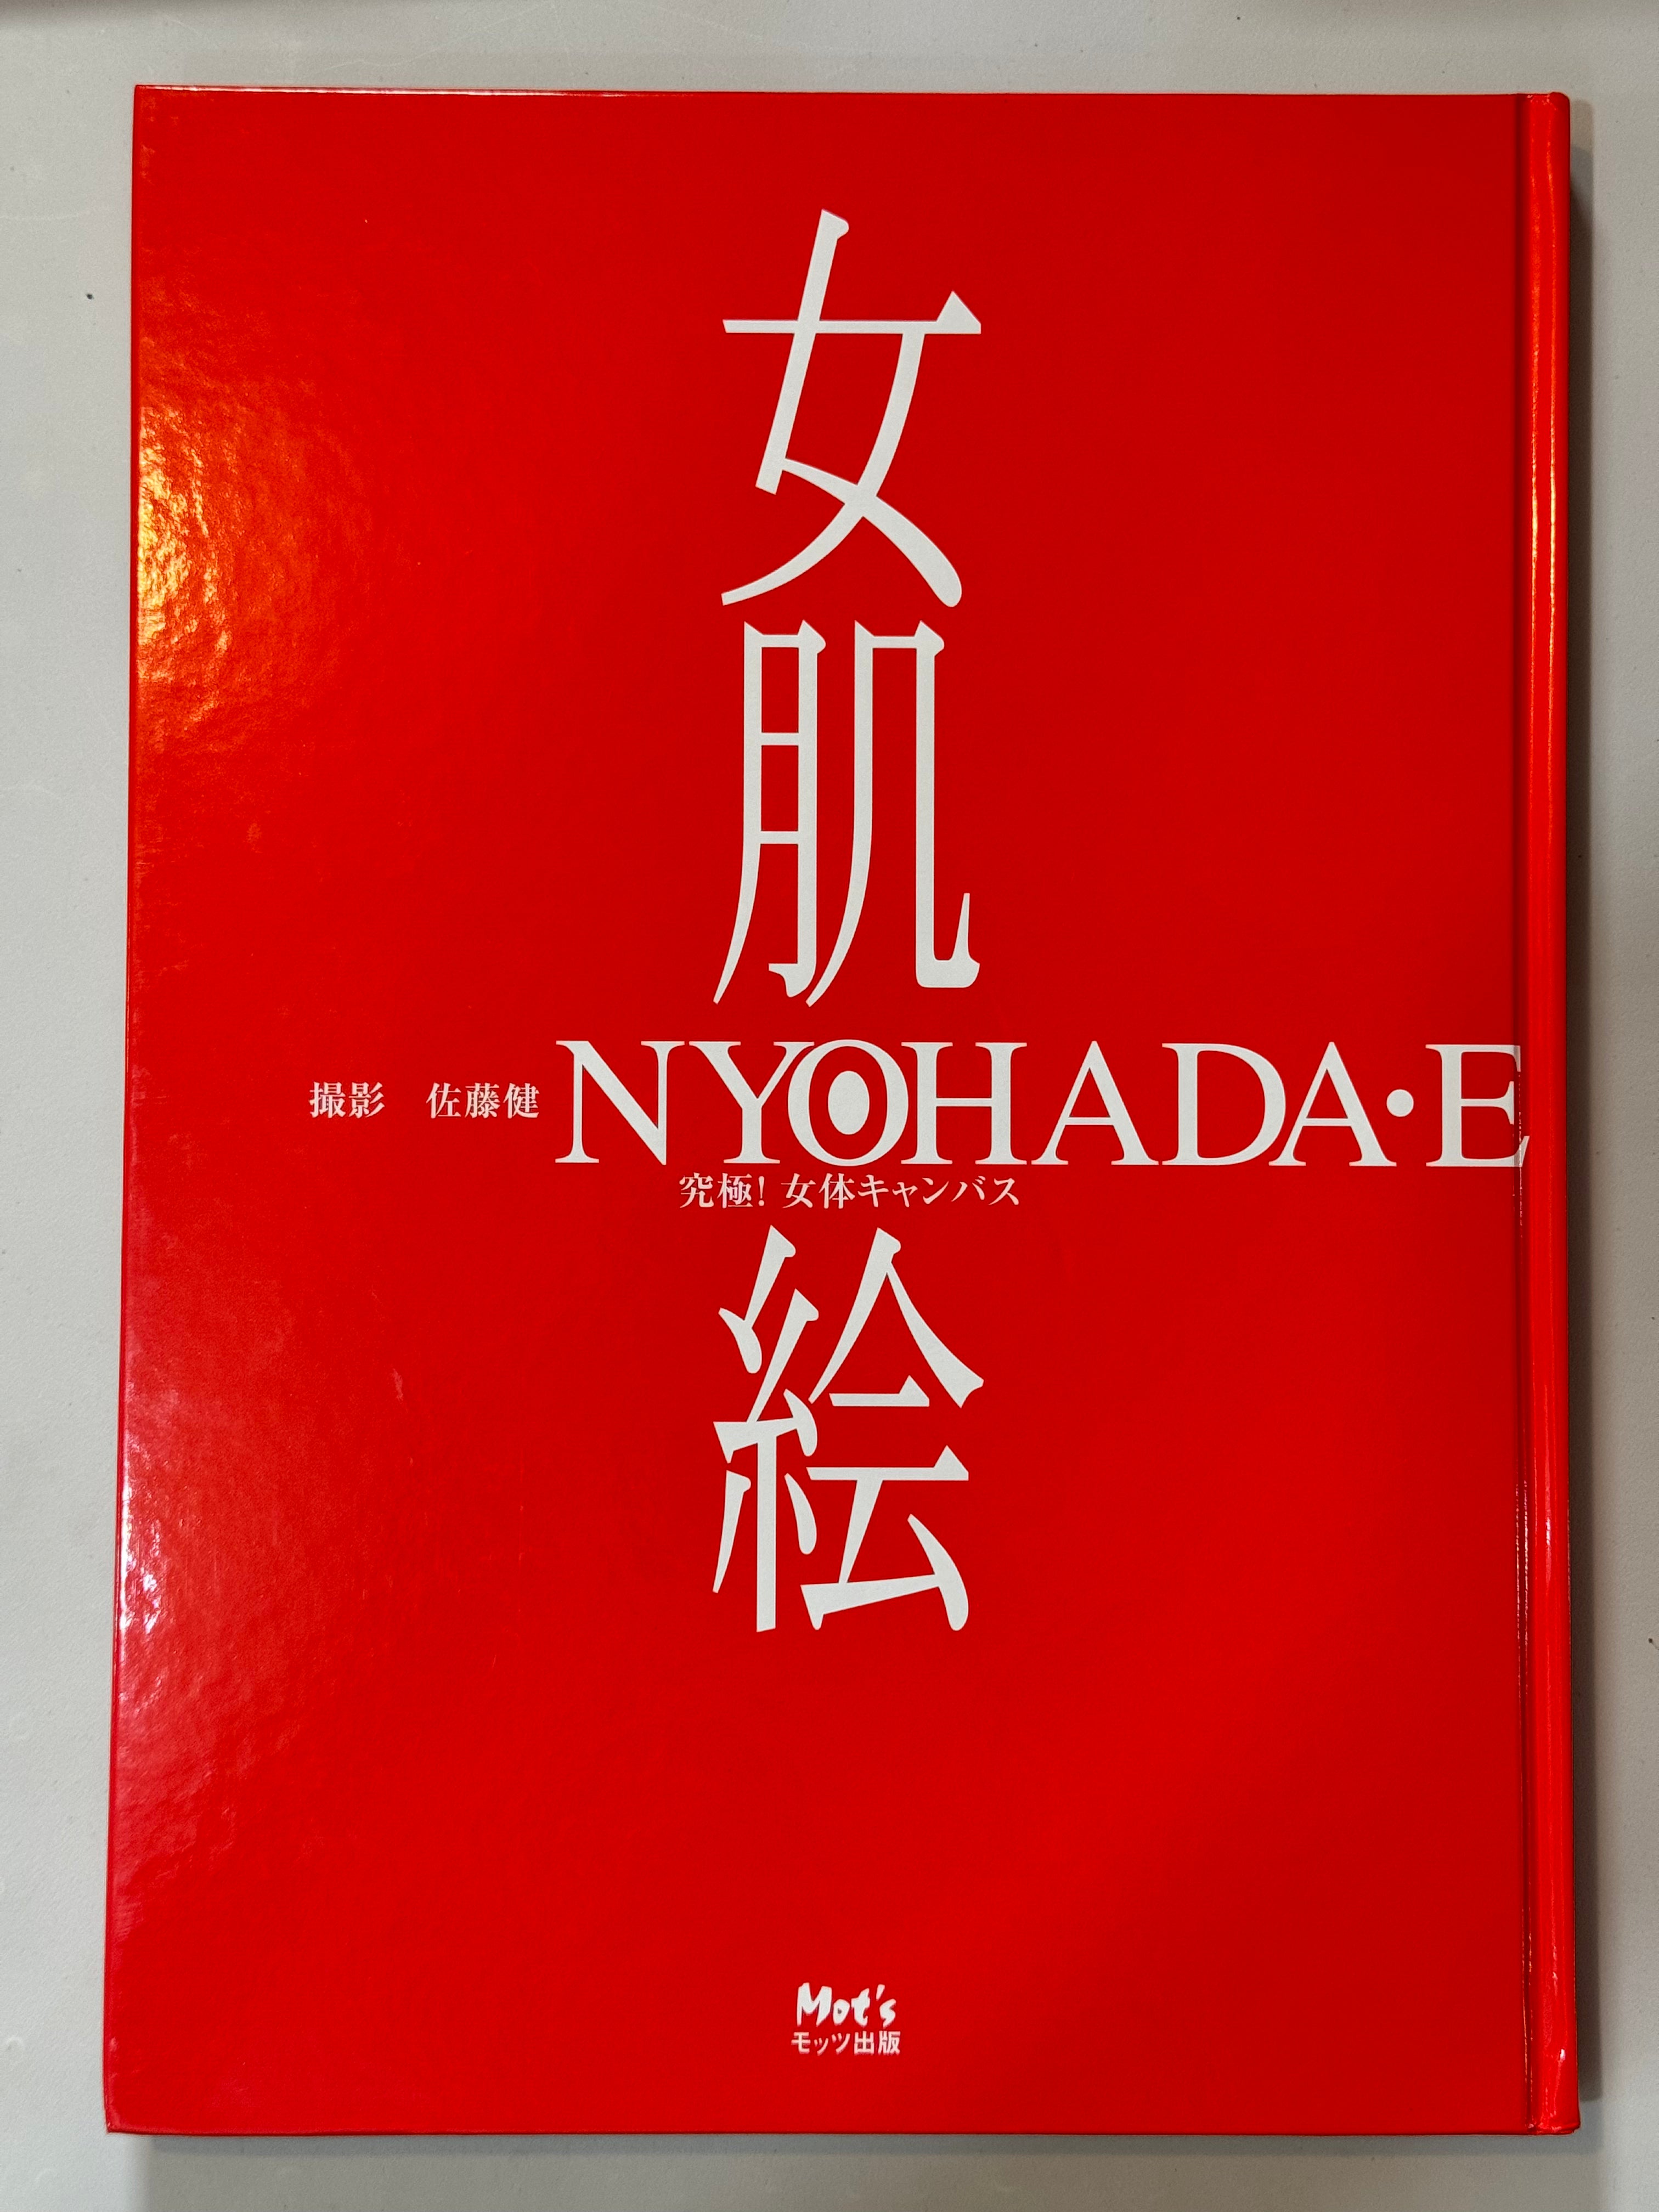 女肌絵
撮影 佐藤健
NYOHADA・E
究極! 女体キャンバス
Mot's
モッツ出版